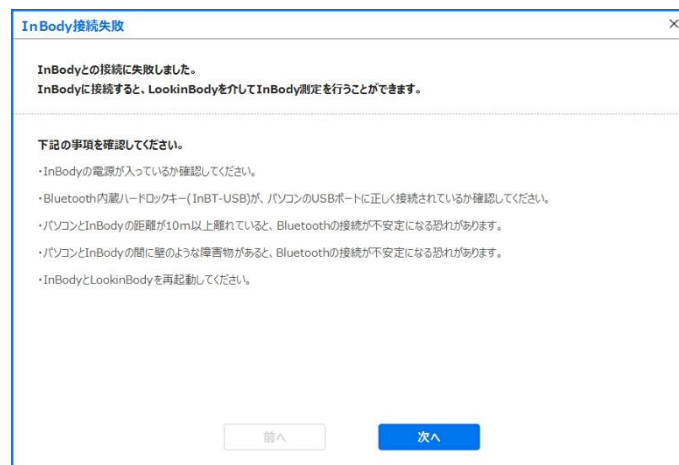 InBody接続失敗
×
InBodyとの接続に失敗しました。
InBodyに接続すると、LookinBodyを介してInBody測定を行うことができます。
下記の事項を確認してください。
・InBodyの電源が入っているか確認してください。
・Bluetooth内蔵ハードロックキー(InBT-USB)が、パソコンのUSBポートに正しく接続されているか確認してください。
・パソコンとInBodyの距離が10m以上離れていると、Bluetoothの接続が不安定になる恐れがあります。
・パソコンとInBodyの間に壁のような障害物があると、Bluetoothの接続が不安定になる恐れがあります。
・InBodyとLookinBodyを再起動してください。
前へ
次へ